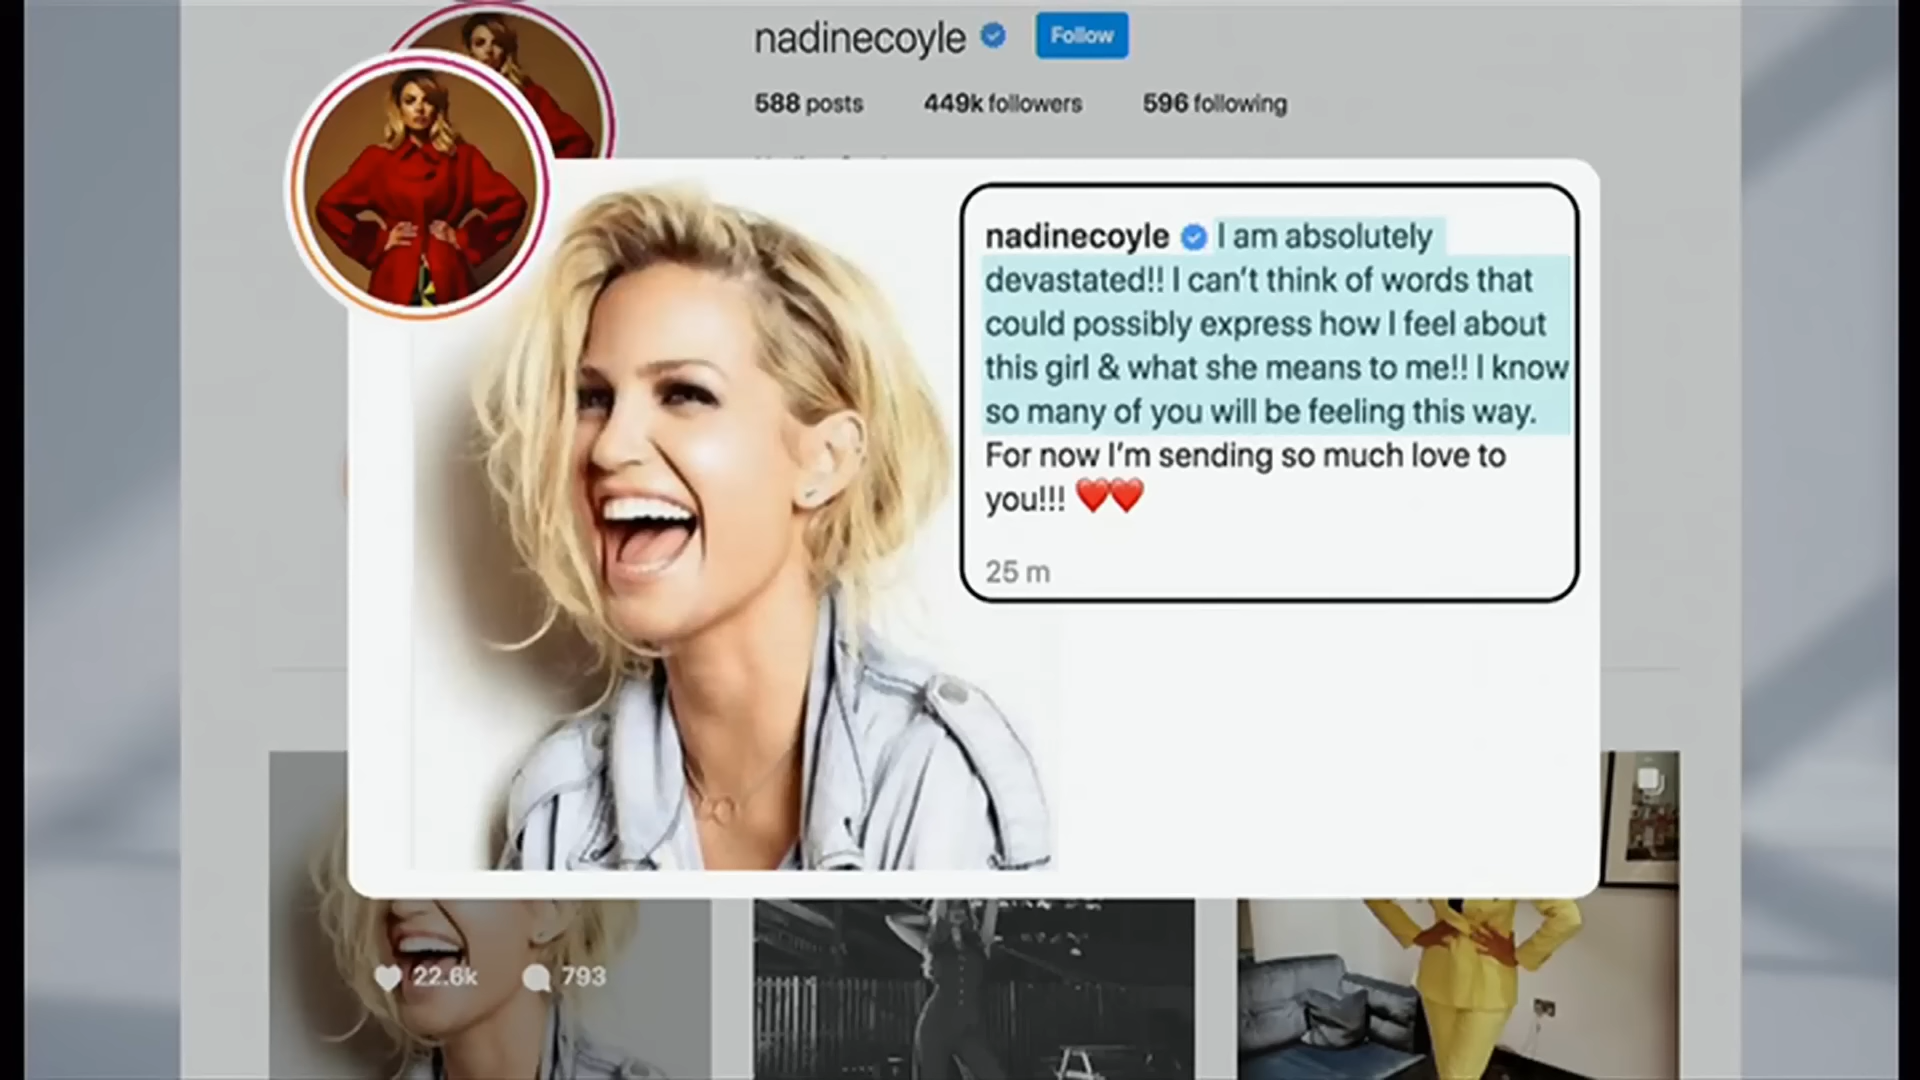 nadinecoyle
Follow
588 posts
449k followers
596 following
nadinecoyle I am absolutely
devastated!! I can't think of words that
could possibly express how I feel about
this girl & what she means to me!! I know
so many of you will be feeling this way.
For now I'm sending so much love to
you!!! ❤️❤️
25 m
22.6k
793